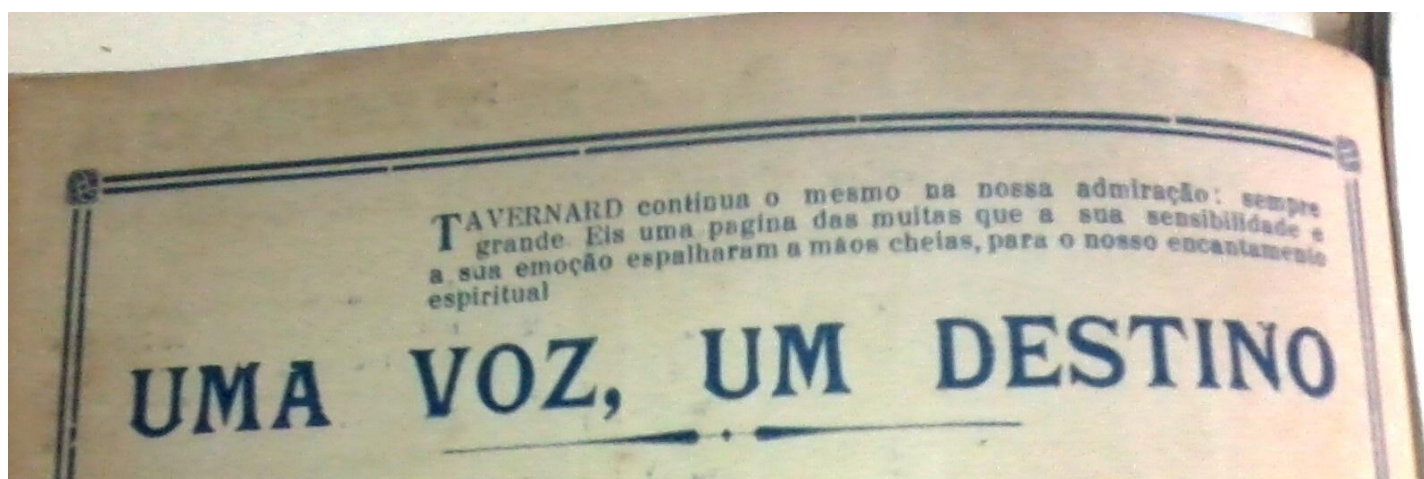 TAVERNARD continua o mesmo na nossa admiração: sempre
grande. Eis uma pagina das muitas que a sua sensibilidade e
a sua emoção espalharam a mãos cheias, para o nosso encantamento
espiritual
UMA VOZ, UM DESTINO